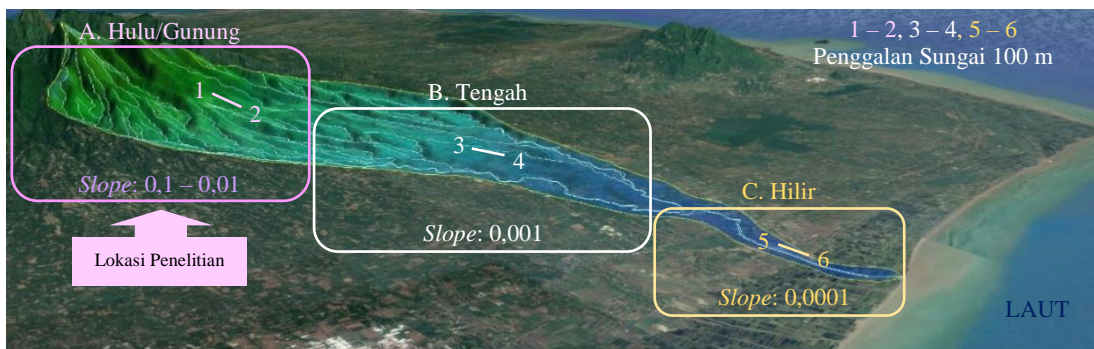 A. Hulu/Gunung
1 – 2, 3 – 4, 5 – 6
Penggalan Sungai 100 m
1
2
B. Tengah
3
4
Slope: 0,1 – 0,01
C. Hilir
Slope: 0,001
5
6
Lokasi Penelitian
Slope: 0,0001
LAUT